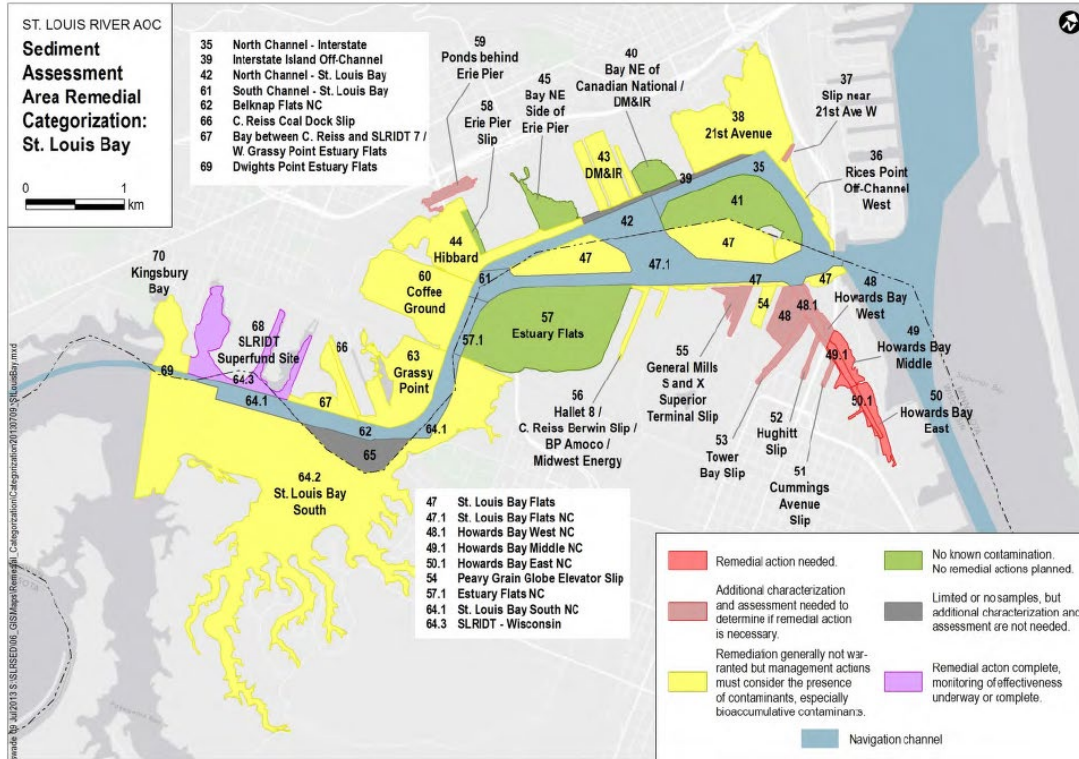 ST. LOUIS RIVER AOC
Sediment
Assessment
Area Remedial
Categorization:
St. Louis Bay
0 1
km
35 North Channel - Interstate
39 Interstate Island Off-Channel
42 North Channel - St. Louis Bay
61 South Channel - St. Louis Bay
62 Belknap Flats NC
66 C. Reiss Coal Dock Slip
67 Bay between C. Reiss and SLRIDT 7 /
W. Grassy Point Estuary Flats
69 Dwights Point Estuary Flats
59
Ponds behind
Erie Pier
58
Erie Pier
Slip
45
Bay NE
Side of
Erie Pier
40
Bay NE of
Canadian National /
DM&IR
43
DM&IR
38
21st Avenue
37
Slip near
21st Ave W
36
Rices Point
Off-Channel
West
35
39
42
41
47
47
47.1
47
47
44
Hibbard
61
60
Coffee
Ground
57
Estuary Flats
57.1
63
Grassy
Point
70
Kingsbury
Bay
68
SLRIDT
Superfund Site
66
69
64.3
64.1
67
62
64.1
65
64.2
St. Louis Bay
South
54
48
48.1
48
Howards Bay
West
49
Howards Bay
Middle
49.1
50.1
50
Howards Bay
East
55
General Mills
S and X
Superior
Terminal Slip
56
Hallet 8 /
C. Reiss Berwin Slip /
BP Amoco /
Midwest Energy
53
Tower
Bay Slip
52
Hughitt
Slip
51
Cummings
Avenue
Slip
47 St. Louis Bay Flats
47.1 St. Louis Bay Flats NC
48.1 Howards Bay West NC
49.1 Howards Bay Middle NC
50.1 Howards Bay East NC
54 Peavy Grain Globe Elevator Slip
57.1 Estuary Flats NC
64.1 St. Louis Bay South NC
64.3 SLRIDT - Wisconsin
Remedial action needed.
Additional characterization
and assessment needed to
determine if remedial action
is necessary.
Remediation generally not war-
ranted but management actions
must consider the presence
of contaminants, especially
bioaccumulative contaminants.
No known contamination.
No remedial actions planned.
Limited or no samples, but
additional characterization and
assessment are not needed.
Remedial acton complete,
monitoring of effectiveness
underway or complete.
Navigation channel